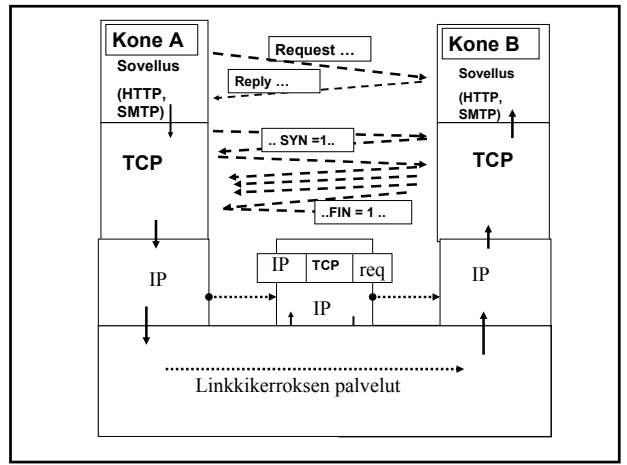 Kone A
Sovellus
(HTTP,
SMTP)
TCP
IP
Request …
Reply …
.. SYN =1..
..FIN = 1 ..
IP
TCP
req
IP
Kone B
Sovellus
(HTTP,
SMTP)
TCP
IP
Linkkikerroksen palvelut